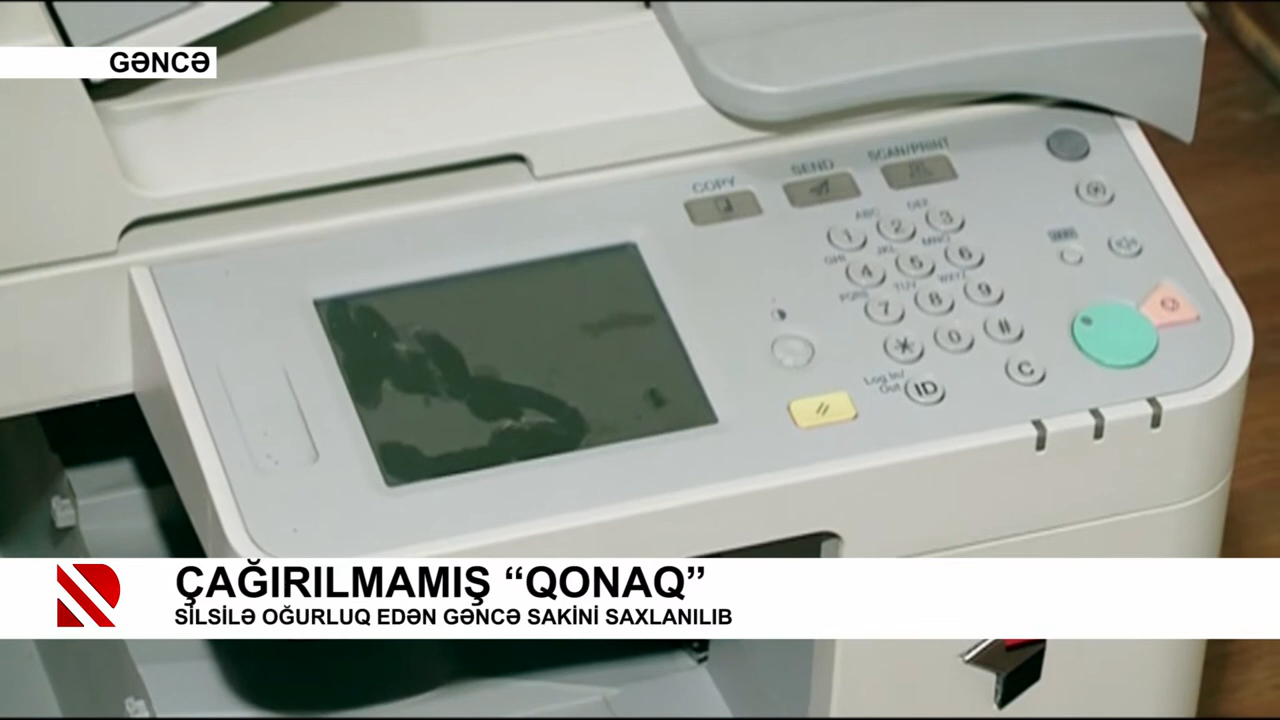 GƏNCƏ
COPY
SEND
SCAN/PRINT
ABC DEF
1 2 3
GHI JKL MNO
4 5 6
PQRS TUV WXYZ
7 8 9
* 0 #
Log In/
Out
ID
C
ÇAĞIRILMAMIŞ “QONAQ”
SİLSİLƏ OĞURLUQ EDƏN GƏNCƏ SAKİNİ SAXLANILIB